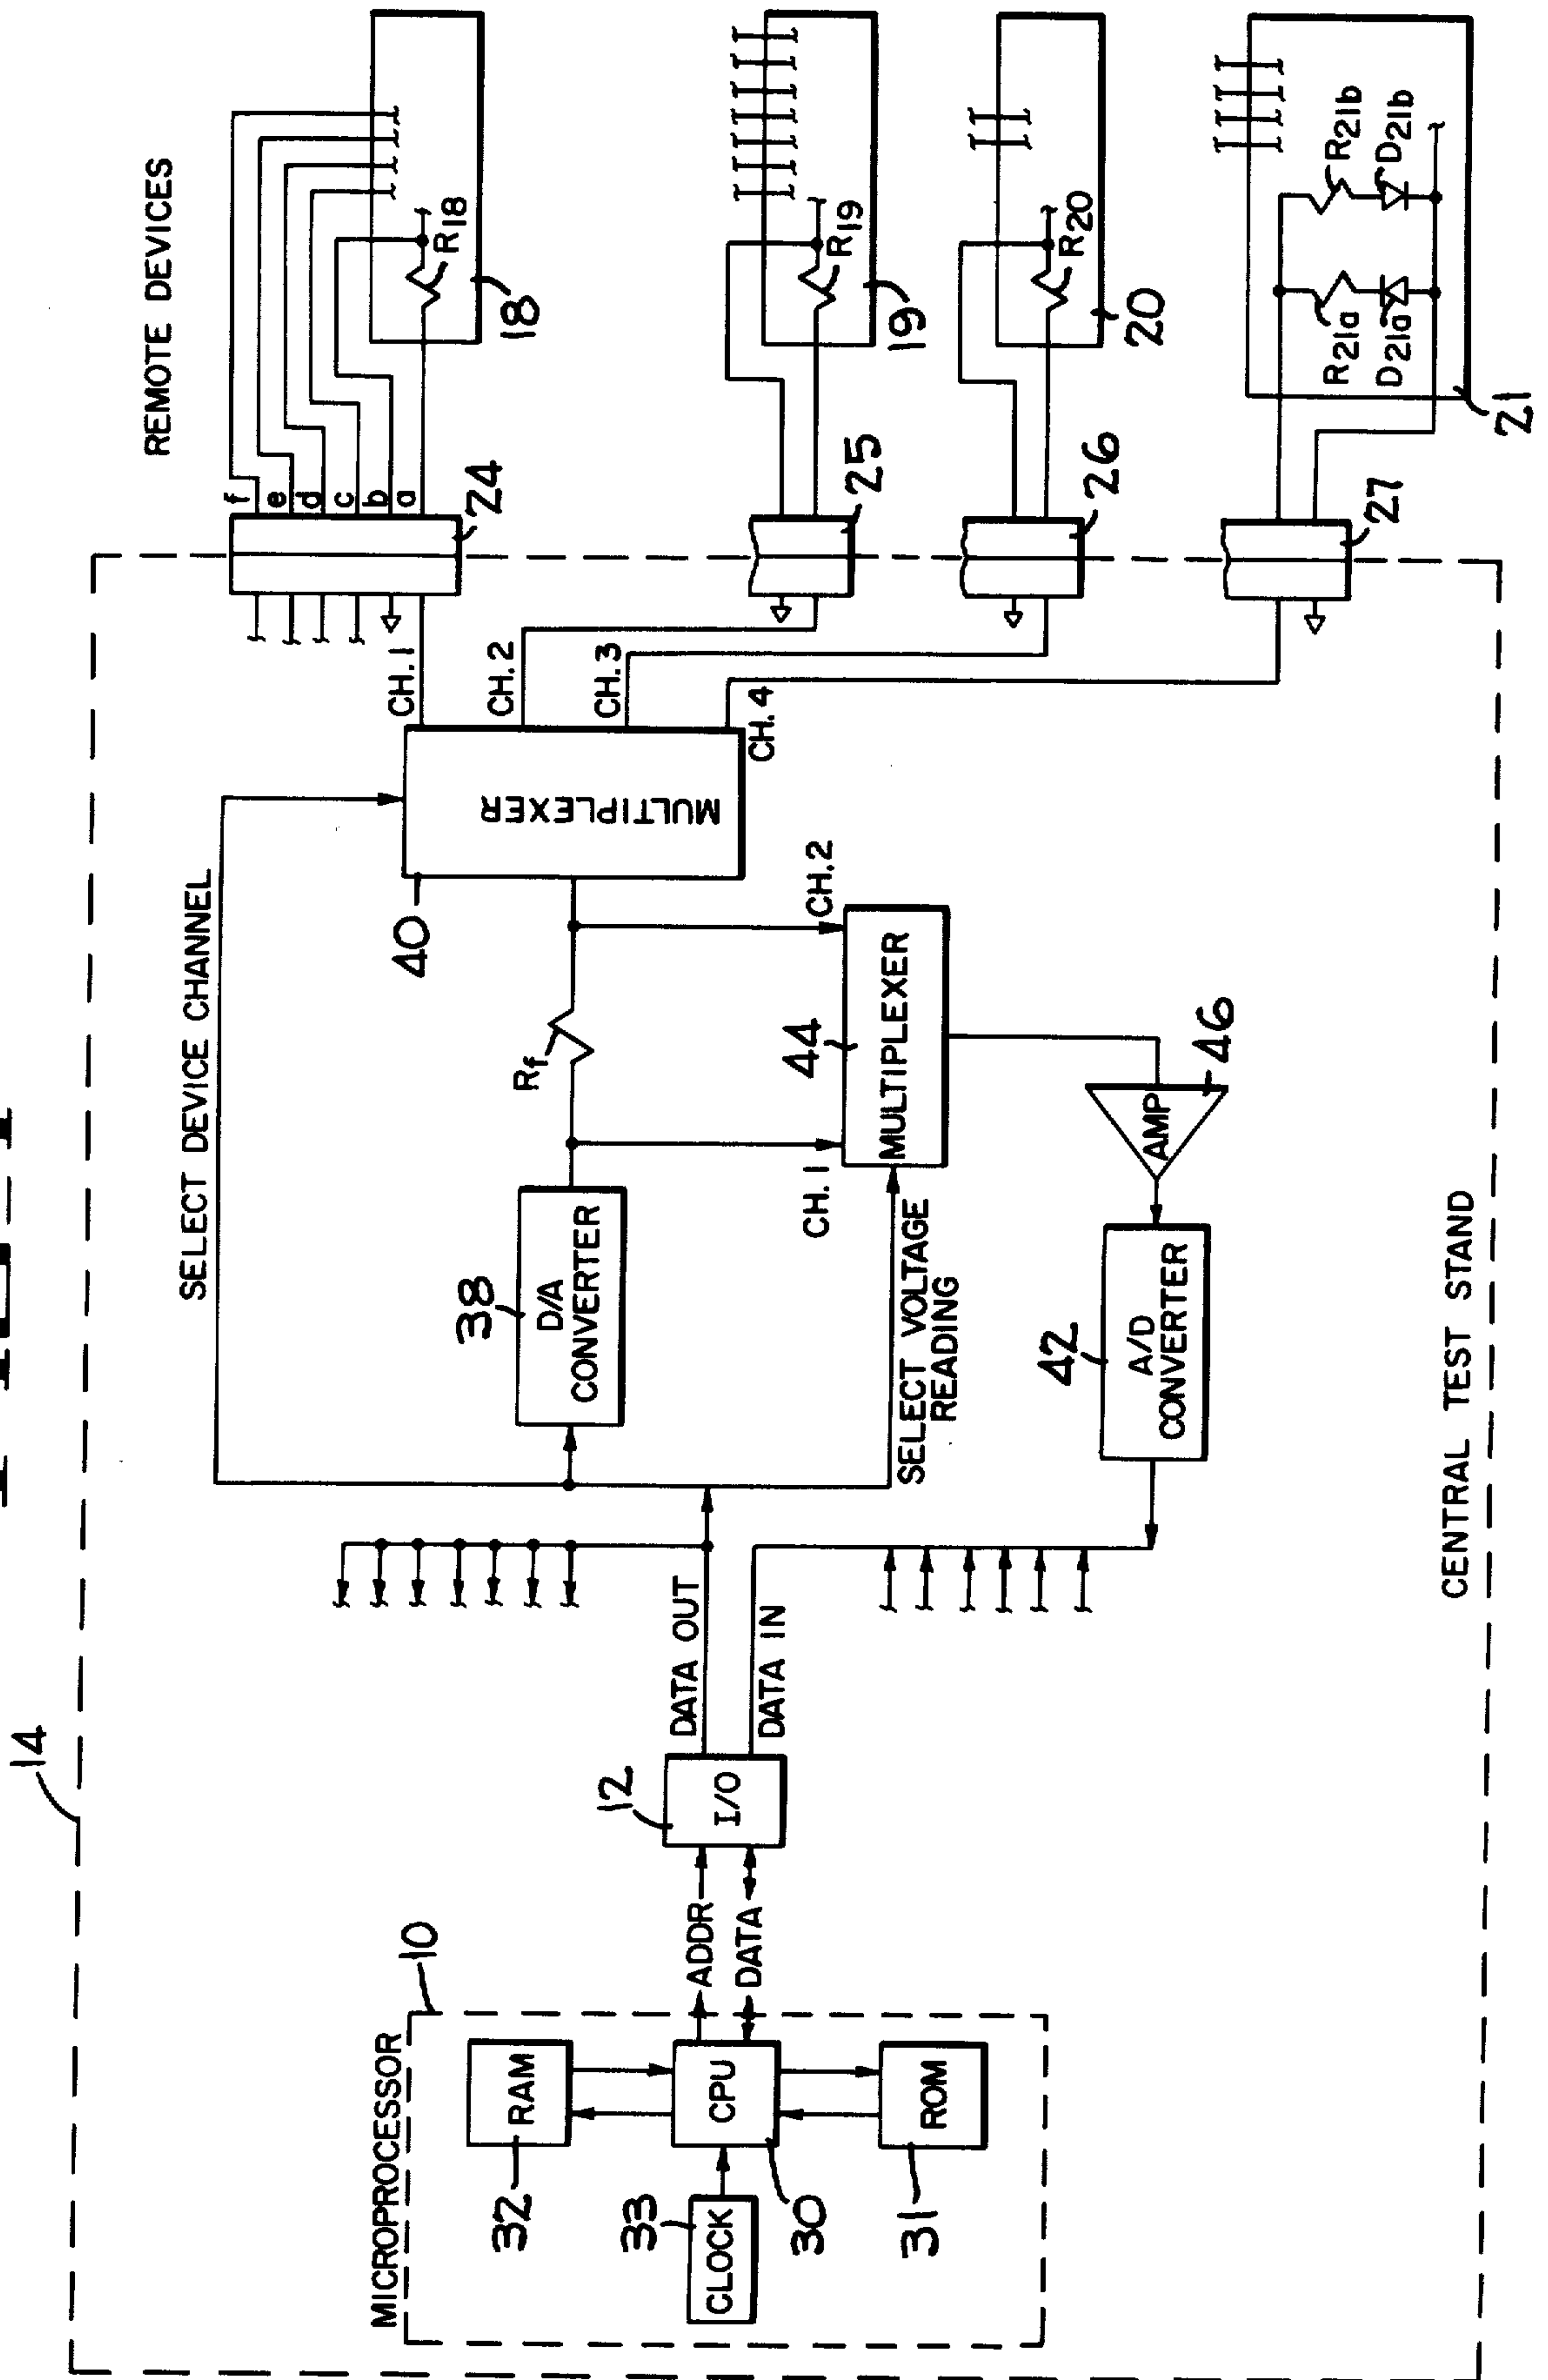 14
MICROPROCESSOR
10
32
RAM
33
CLOCK
CPU
30
31
ROM
ADDR
DATA
12
I/O
DATA OUT
DATA IN
SELECT DEVICE CHANNEL
38
D/A
CONVERTER
Rf
40
MULTIPLEXER
CH. 1
CH. 2
CH. 3
CH. 4
CH. 1
CH. 2
44
MULTIPLEXER
SELECT VOLTAGE
READING
AMP
46
42
A/D
CONVERTER
CENTRAL TEST STAND
REMOTE DEVICES
f
e
d
c
b
a
24
R18
18
25
R19
19
26
R20
20
27
R21a
D21a
R21b
D21b
21